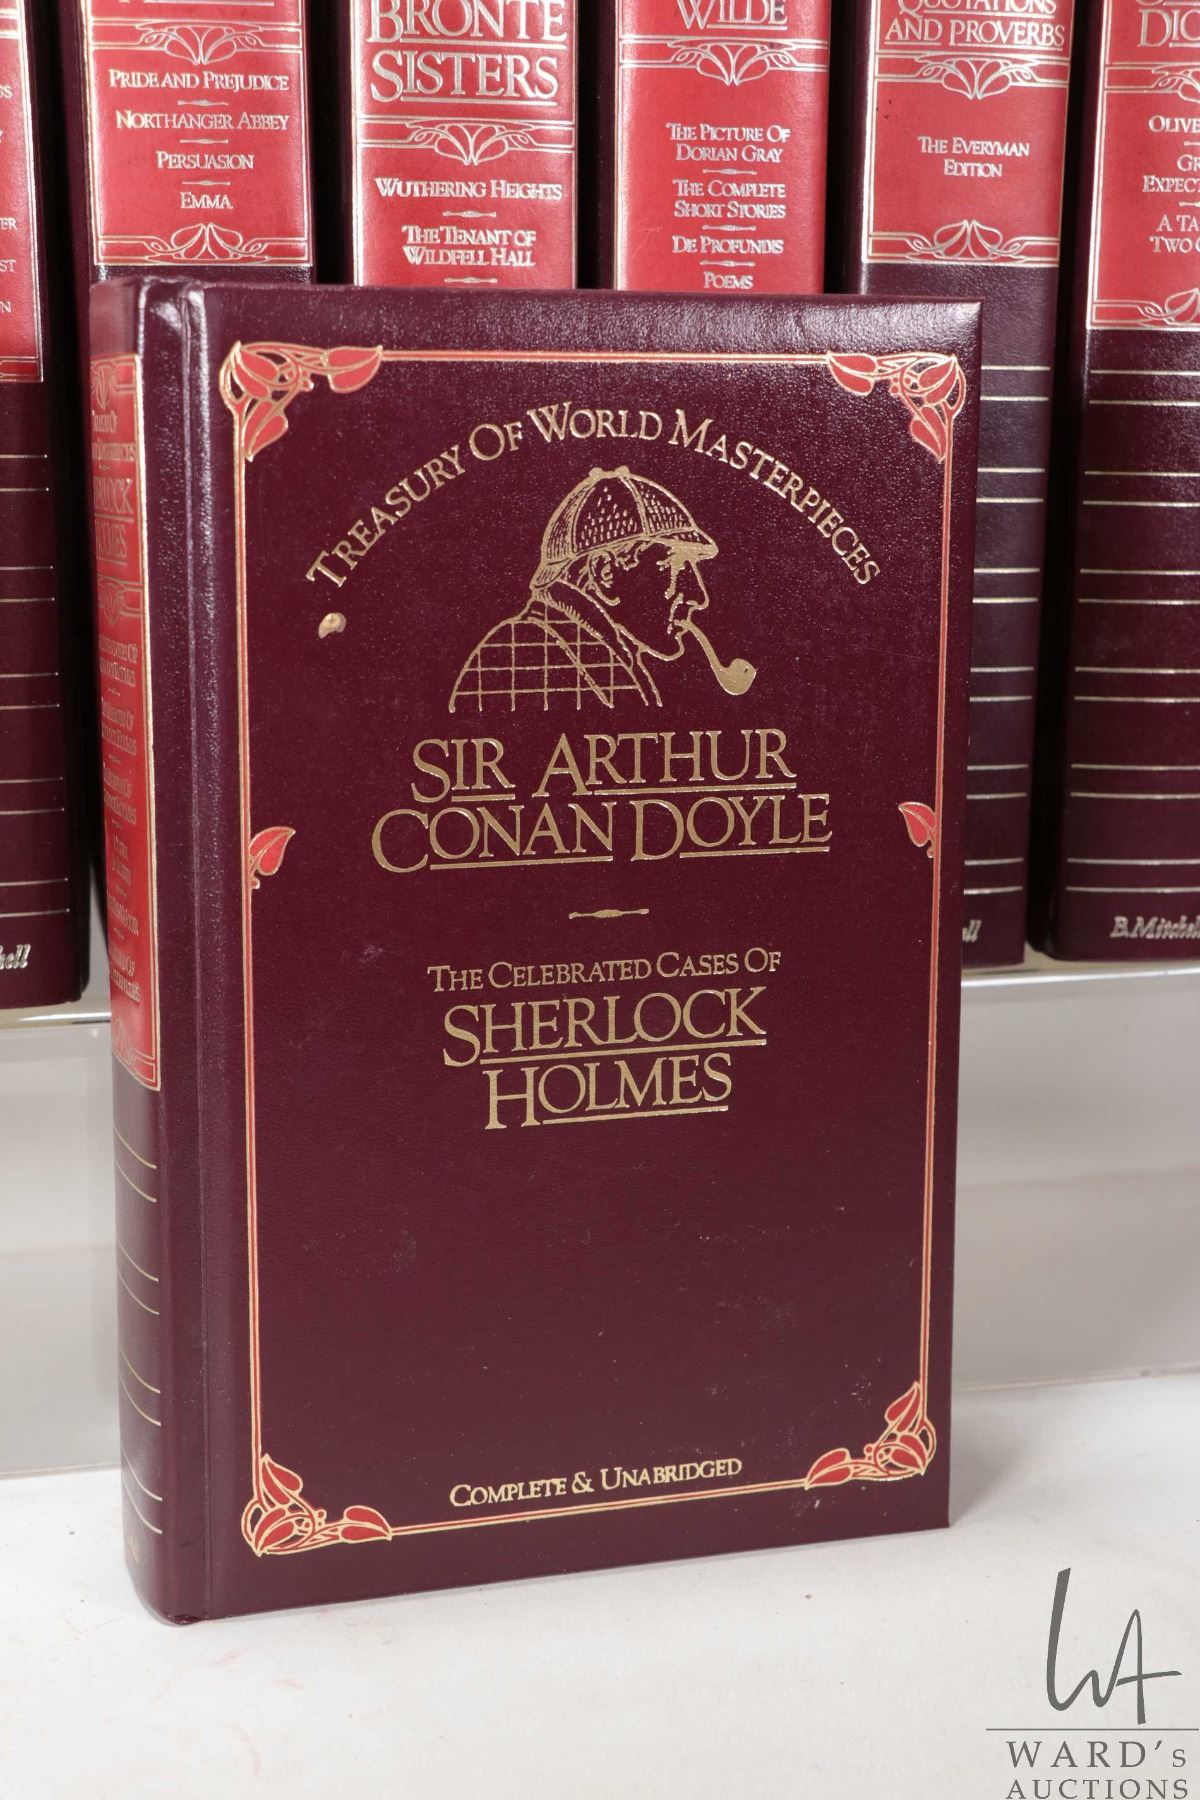 PRIDE AND PREJUDICE
NORTHANGER ABBEY
PERSUASION
EMMA
BRONTE
SISTERS
WUTHERING HEIGHTS
THE TENANT OF
WILDFELL HALL
WILDE
THE PICTURE OF
DORIAN GRAY
THE COMPLETE
SHORT STORIES
DE PROFUNDIS
POEMS
QUOTATIONS
AND PROVERBS
THE EVERYMAN
EDITION
B. Mitchell
TREASURY OF WORLD MASTERPIECES
SIR ARTHUR
CONAN DOYLE
THE CELEBRATED CASES OF
SHERLOCK
HOLMES
COMPLETE & UNABRIDGED
WA
WARD's
AUCTIONS